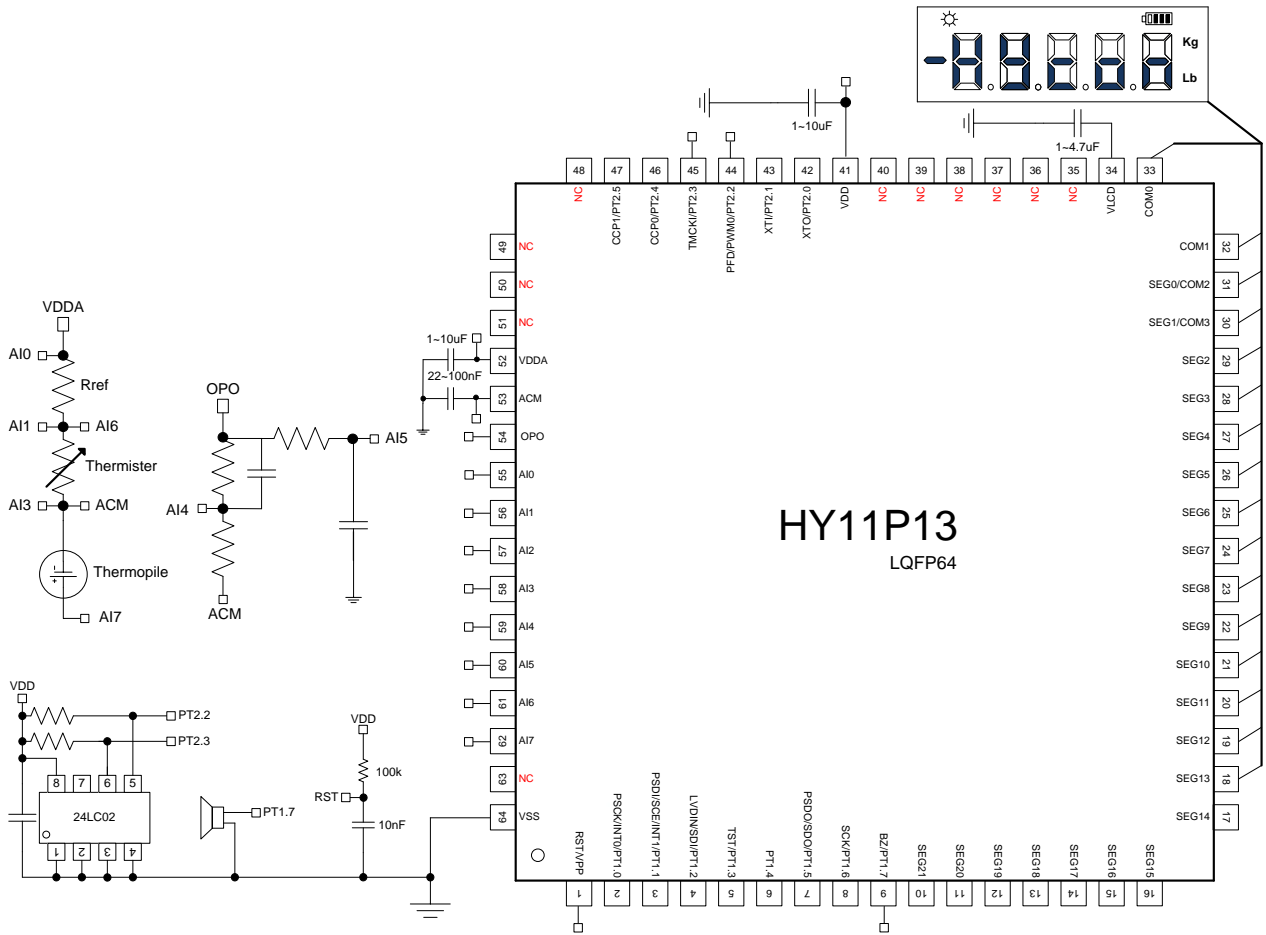 Kg
Lb
1~10uF
1~4.7uF
48 47 46 45 44 43 42 41 40 39 38 37 36 35 34 33
NC
CCP1/PT2.5
CCP0/PT2.4
TMCKI/PT2.3
PFD/PWM0/PT2.2
XTI/PT2.1
XTO/PT2.0
VDD
NC
NC
NC
NC
NC
NC
VLCD
COM0
49 NC
50 NC
51 NC
52 VDDA
53 ACM
54 OPO
55 AI0
56 AI1
57 AI2
58 AI3
59 AI4
60 AI5
61 AI6
62 AI7
63 NC
64 VSS
1~10uF
22~100nF
HY11P13
LQFP64
COM1 32
SEG0/COM2 31
SEG1/COM3 30
SEG2 29
SEG3 28
SEG4 27
SEG5 26
SEG6 25
SEG7 24
SEG8 23
SEG9 22
SEG10 21
SEG11 20
SEG12 19
SEG13 18
SEG14 17
VDDA
AI0
Rref
AI1
AI6
Thermister
AI3
ACM
Thermopile
AI7
OPO
AI5
AI4
ACM
VDD
PT2.2
PT2.3
8 7 6 5
24LC02
1 2 3 4
PT1.7
VDD
100k
RST
10nF
RST/VPP
PSCK/INT0/PT1.0
PSDI/SCE/INT1/PT1.1
LVDIN/SDI/PT1.2
TST/PT1.3
PT1.4
PSDO/SDO/PT1.5
SCK/PT1.6
BZ/PT1.7
SEG21
SEG20
SEG19
SEG18
SEG17
SEG16
SEG15
1 2 3 4 5 6 7 8 9 10 11 12 13 14 15 16